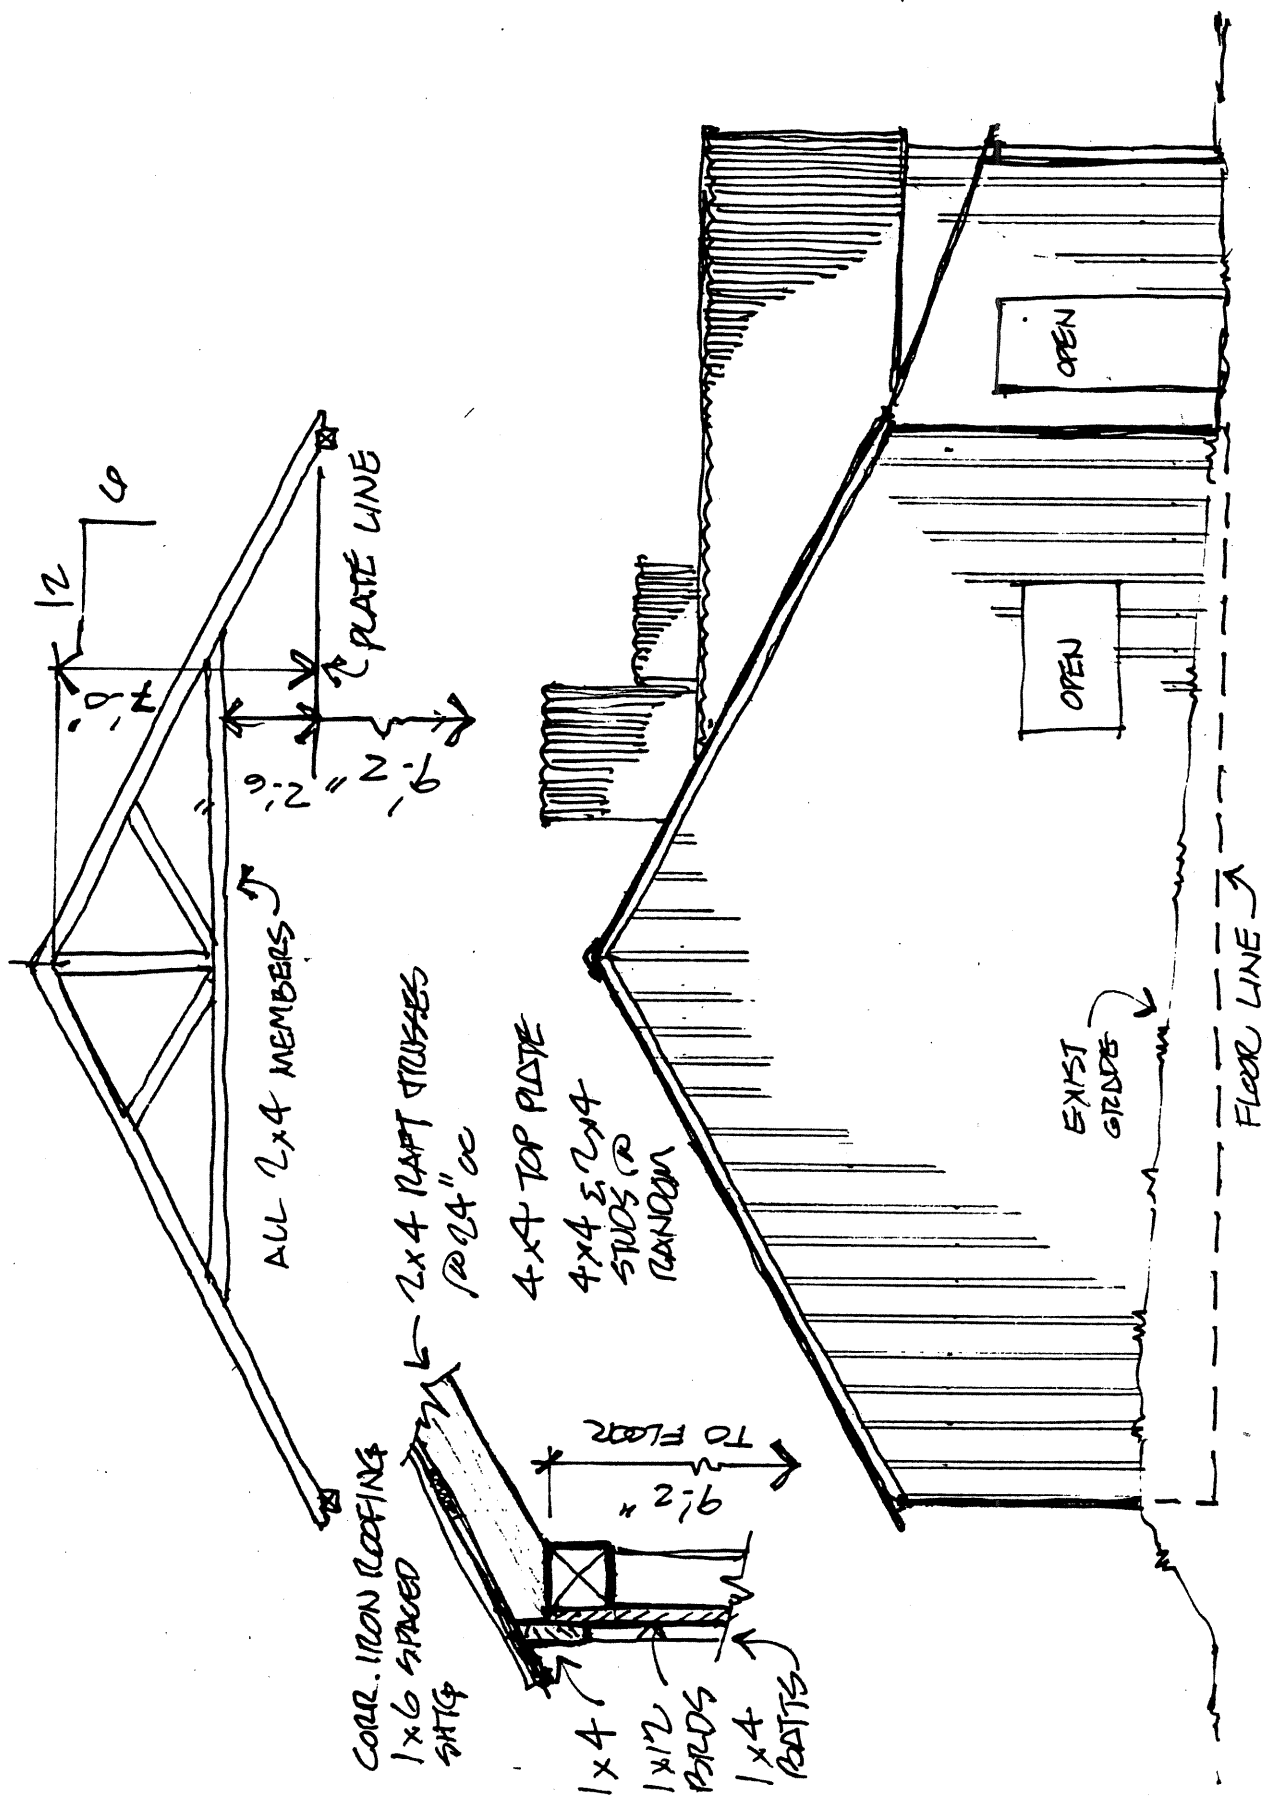 12
6
7'-0"
PLATE LINE
2'-6"
9'-2"
ALL 2x4 MEMBERS
CORR. IRON ROOFING
1x6 SPACED
SHTG
2x4 RAFT TRUSSES
@ 24" OC
4x4 TOP PLATE
4x4 & 2x4
STUDS @
RANDOM
9'-2"
TO FLOOR
1x4
1x12
BRDS
1x4
BATTS
OPEN
OPEN
EXIST
GRADE
FLOOR LINE